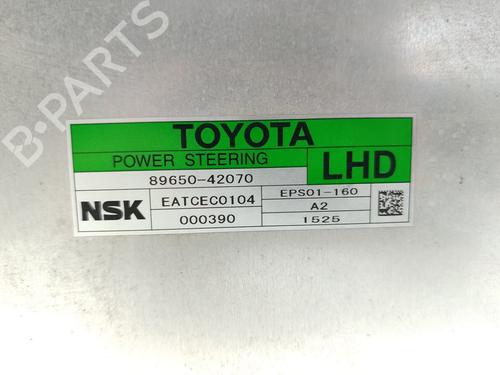 B-PARTS
TOYOTA
POWER STEERING
LHD
89650-42070
NSK
EATCEC0104
EPS01-160
A2
000390
1525